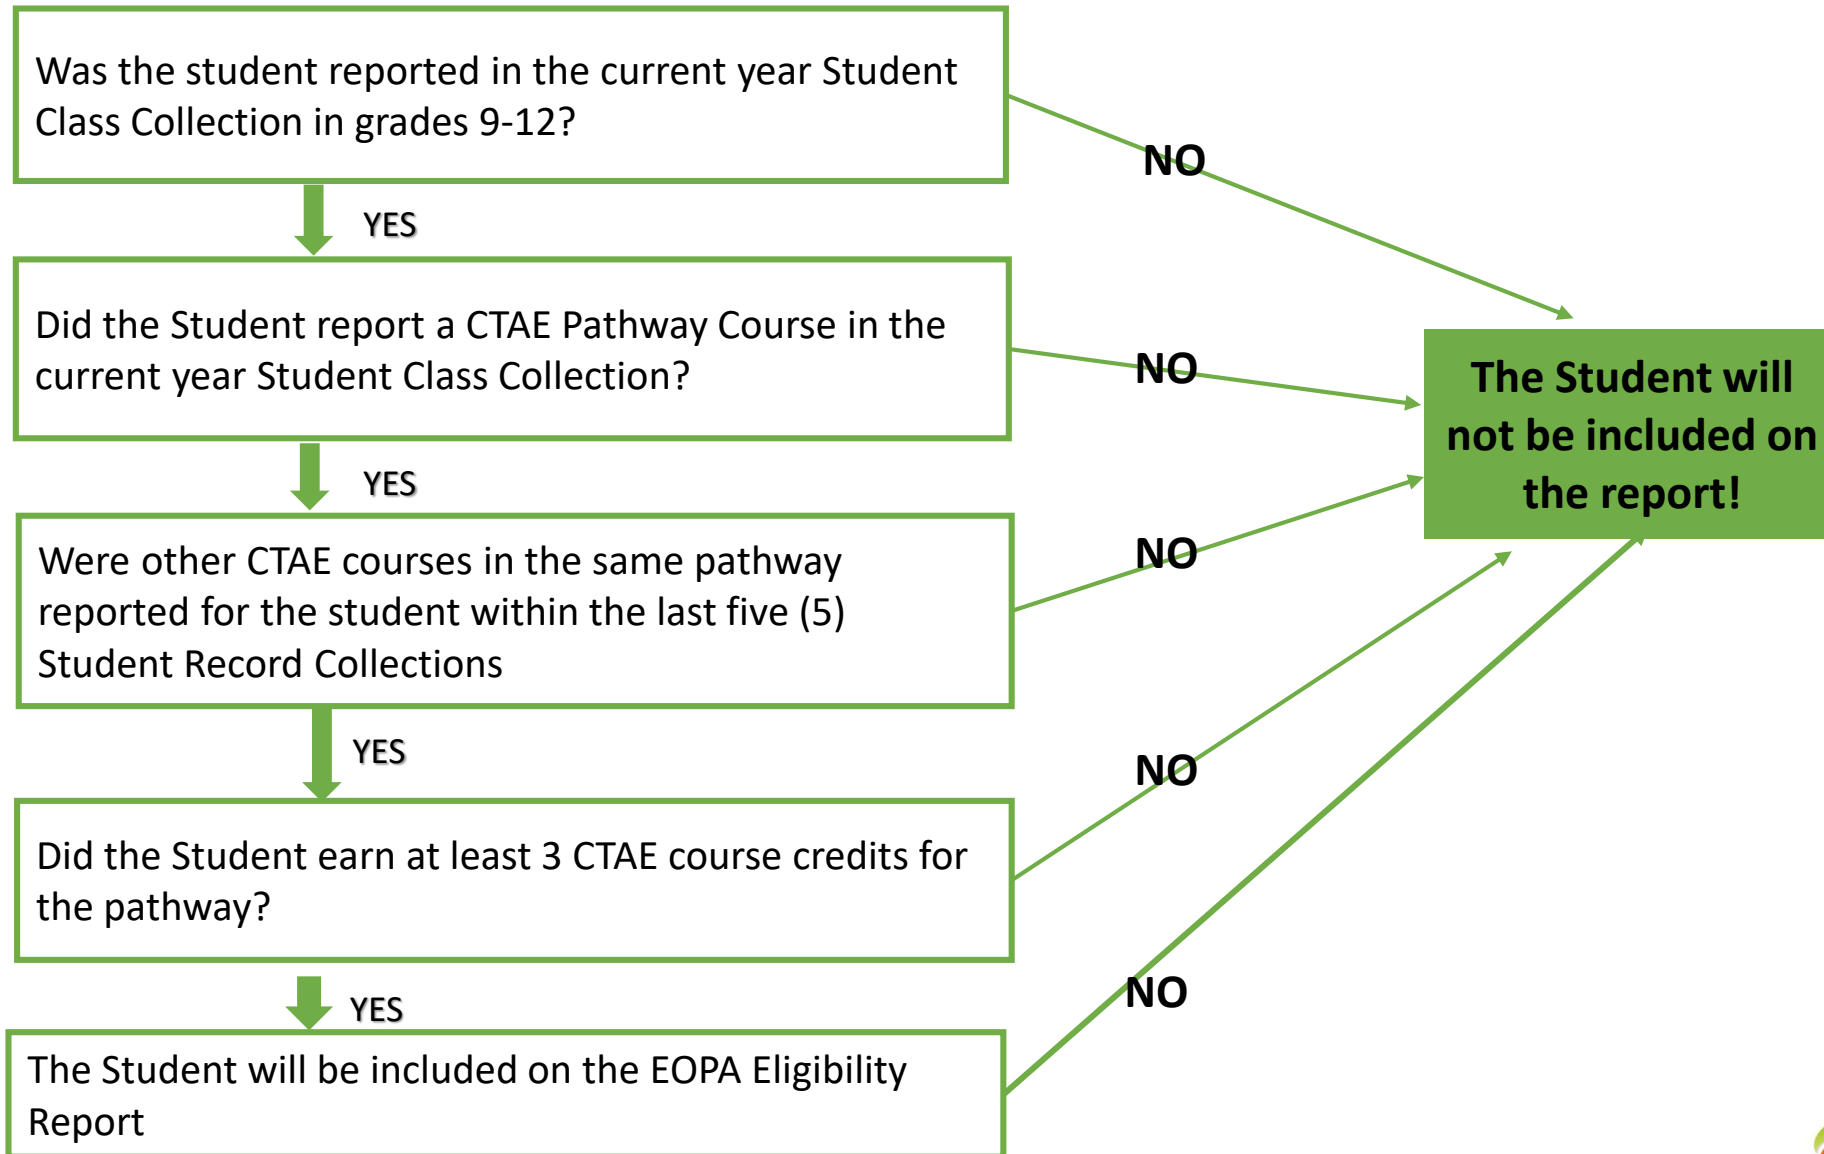 Was the student reported in the current year Student
Class Collection in grades 9-12?
NO
YES
Did the Student report a CTAE Pathway Course in the
current year Student Class Collection?
NO
The Student will
not be included on
the report!
YES
Were other CTAE courses in the same pathway
reported for the student within the last five (5)
Student Record Collections
NO
YES
Did the Student earn at least 3 CTAE course credits for
the pathway?
NO
YES
The Student will be included on the EOPA Eligibility
Report
NO